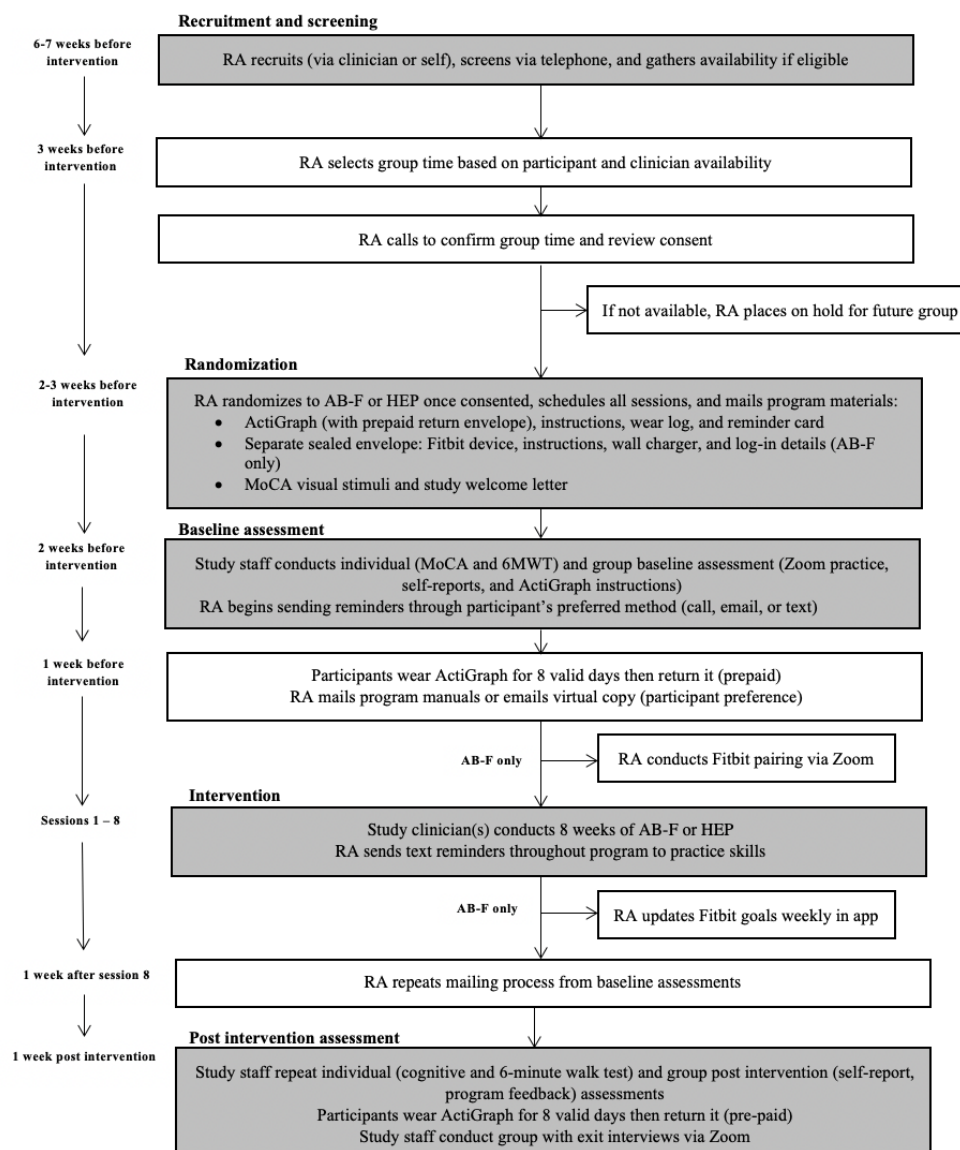 Recruitment and screening
6-7 weeks before
intervention
RA recruits (via clinician or self), screens via telephone, and gathers availability if eligible
3 weeks before
intervention
RA selects group time based on participant and clinician availability
RA calls to confirm group time and review consent
If not available, RA places on hold for future group
Randomization
2-3 weeks before
intervention
RA randomizes to AB-F or HEP once consented, schedules all sessions, and mails program materials:
• ActiGraph (with prepaid return envelope), instructions, wear log, and reminder card
• Separate sealed envelope: Fitbit device, instructions, wall charger, and log-in details (AB-F
only)
• MoCA visual stimuli and study welcome letter
Baseline assessment
2 weeks before
intervention
Study staff conducts individual (MoCA and 6MWT) and group baseline assessment (Zoom practice,
self-reports, and ActiGraph instructions)
RA begins sending reminders through participant's preferred method (call, email, or text)
1 week before
intervention
Participants wear ActiGraph for 8 valid days then return it (prepaid)
RA mails program manuals or emails virtual copy (participant preference)
AB-F only
RA conducts Fitbit pairing via Zoom
Intervention
Sessions 1 – 8
Study clinician(s) conducts 8 weeks of AB-F or HEP
RA sends text reminders throughout program to practice skills
AB-F only
RA updates Fitbit goals weekly in app
1 week after session 8
RA repeats mailing process from baseline assessments
Post intervention assessment
1 week post intervention
Study staff repeat individual (cognitive and 6-minute walk test) and group post intervention (self-report,
program feedback) assessments
Participants wear ActiGraph for 8 valid days then return it (pre-paid)
Study staff conduct group with exit interviews via Zoom